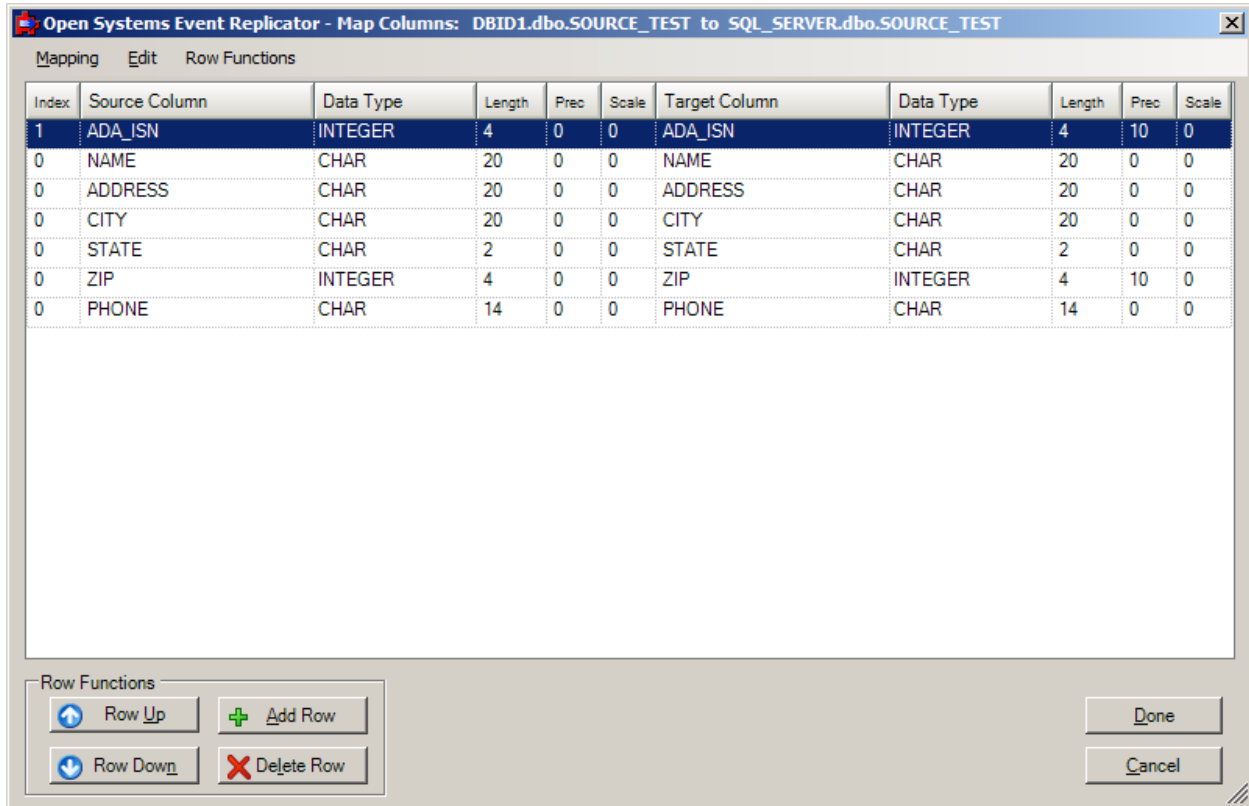 Open Systems Event Replicator - Map Columns: DBID1.dbo.SOURCE_TEST to SQL_SERVER.dbo.SOURCE_TEST
Mapping Edit Row Functions
Index Source Column Data Type Length Prec Scale Target Column Data Type Length Prec Scale
1 ADA_ISN INTEGER 4 0 0 ADA_ISN INTEGER 4 10 0
0 NAME CHAR 20 0 0 NAME CHAR 20 0 0
0 ADDRESS CHAR 20 0 0 ADDRESS CHAR 20 0 0
0 CITY CHAR 20 0 0 CITY CHAR 20 0 0
0 STATE CHAR 2 0 0 STATE CHAR 2 0 0
0 ZIP INTEGER 4 0 0 ZIP INTEGER 4 10 0
0 PHONE CHAR 14 0 0 PHONE CHAR 14 0 0
Row Functions
Row Up Add Row Done
Row Down Delete Row Cancel